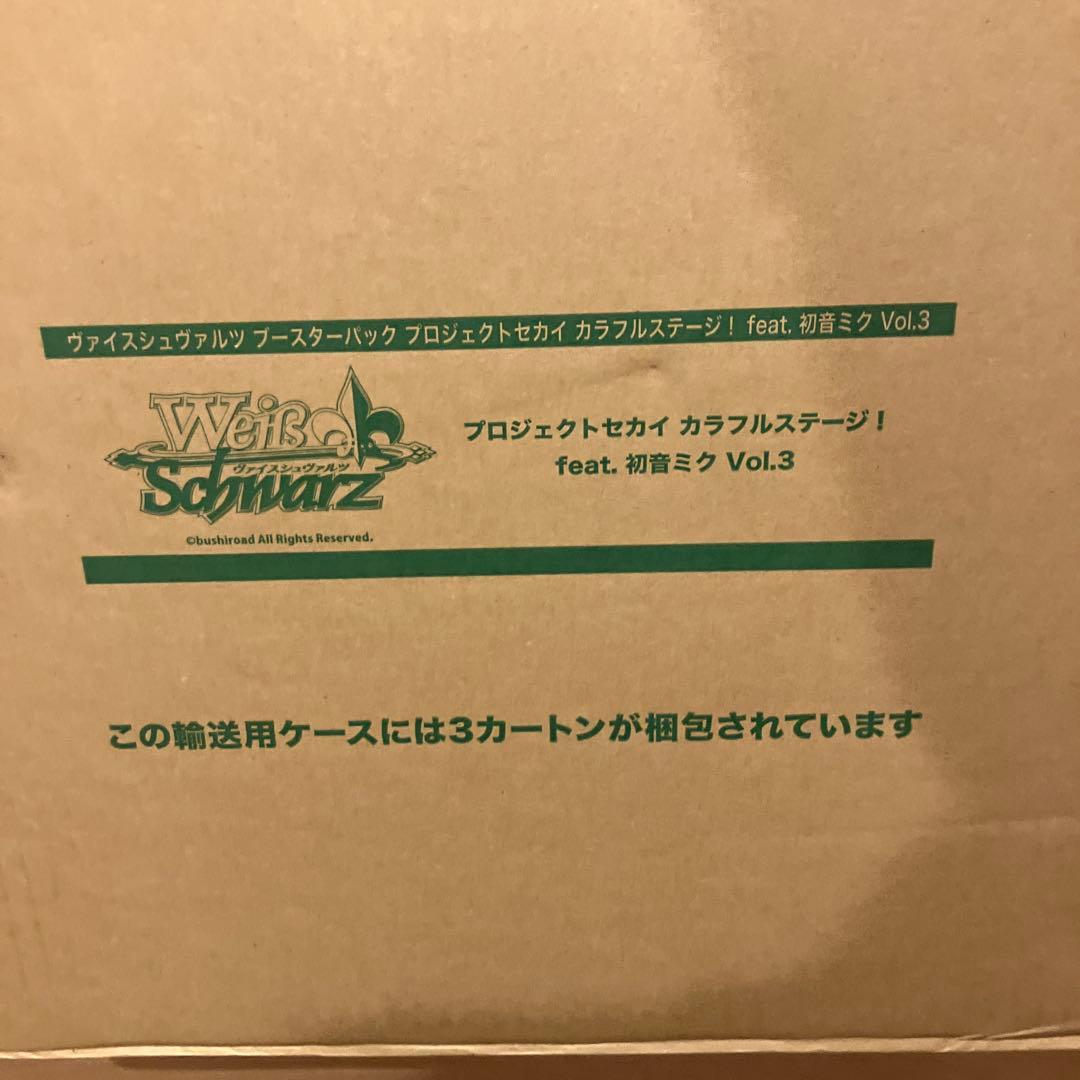 ヴァイスシュヴァルツ ブースターパック プロジェクトセカイ カラフルステージ！ feat. 初音ミク Vol.3
Weiß
ヴァイスシュヴァルツ
Schwarz
©bushiroad All Rights Reserved.
プロジェクトセカイ カラフルステージ！
feat. 初音ミク Vol.3
この輸送用ケースには3カートンが梱包されています